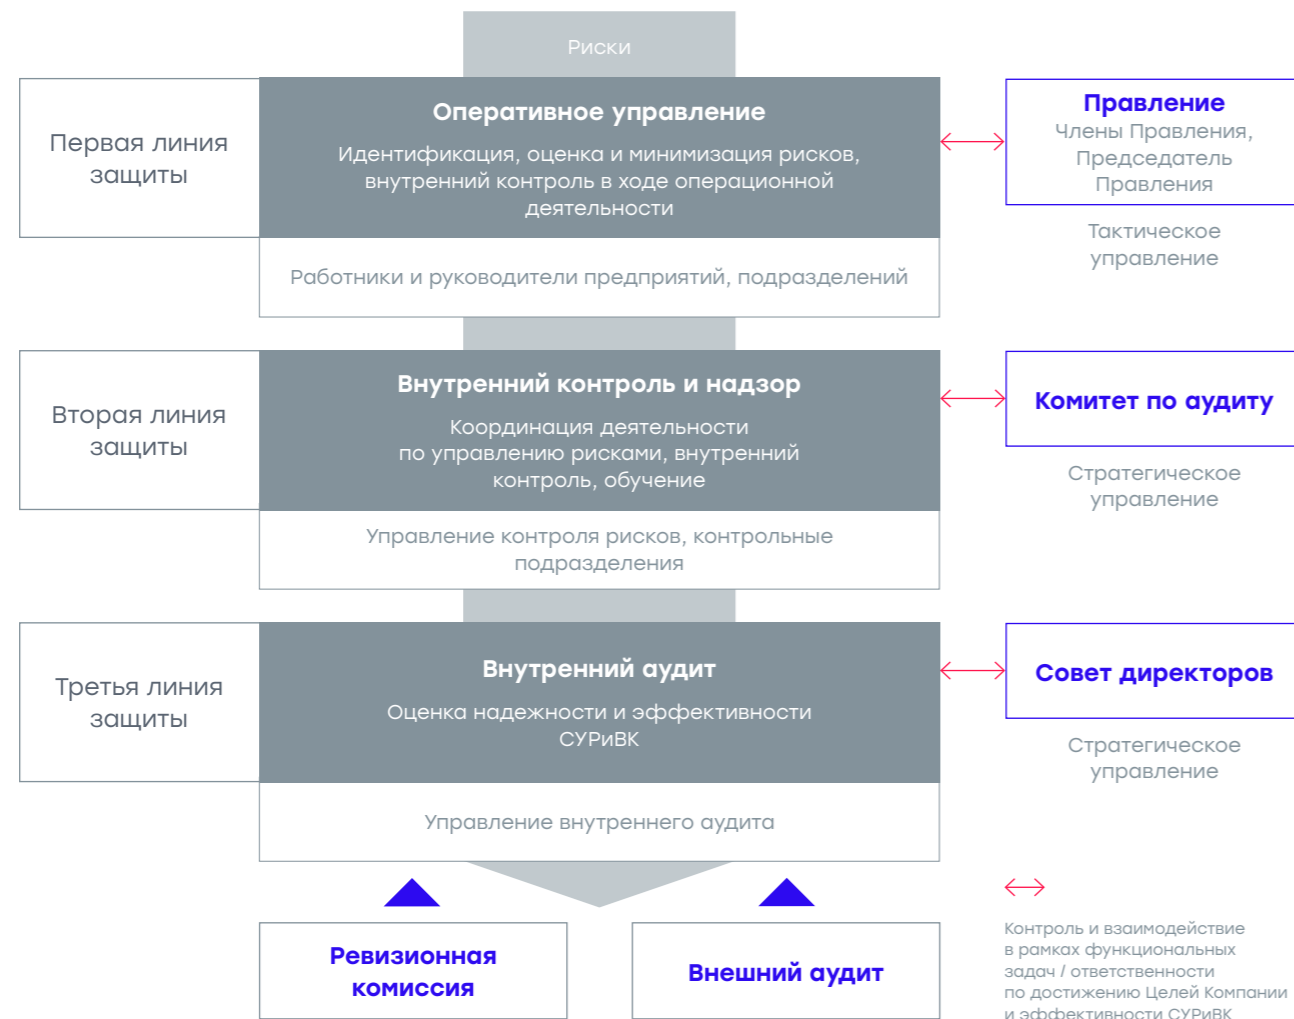 Риски
Первая линия
защиты
Оперативное управление
Идентификация, оценка и минимизация рисков,
внутренний контроль в ходе операционной
деятельности
Работники и руководители предприятий, подразделений
Правление
Члены Правления,
Председатель
Правления
Тактическое
управление
Вторая линия
защиты
Внутренний контроль и надзор
Координация деятельности
по управлению рисками, внутренний
контроль, обучение
Управление контроля рисков, контрольные
подразделения
Комитет по аудиту
Стратегическое
управление
Третья линия
защиты
Внутренний аудит
Оценка надежности и эффективности
СУРиВК
Управление внутреннего аудита
Совет директоров
Стратегическое
управление
Ревизионная
комиссия
Внешний аудит
Контроль и взаимодействие
в рамках функциональных
задач / ответственности
по достижению Целей Компании
и эффективности СУРиВК